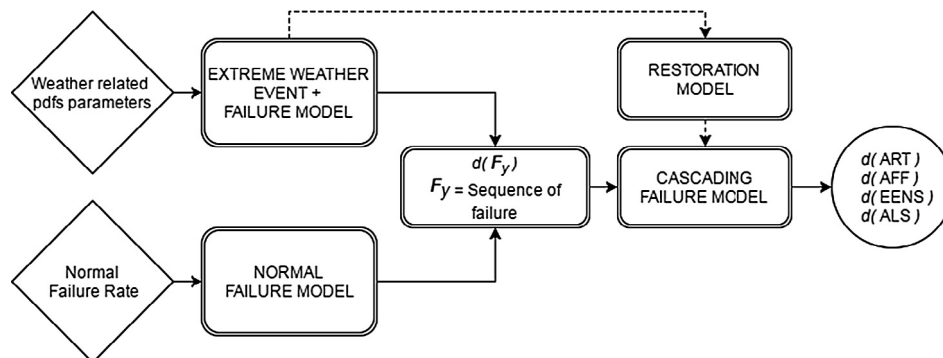 Weather related
pdfs parameters
EXTREME WEATHER
EVENT +
FAILURE MODEL
RESTORATION
MODEL
d(Fy)
Fy = Sequence of
failure
CASCADING
FAILURE MODEL
d(ART)
d(AFF)
d(EENS)
d(ALS)
Normal
Failure Rate
NORMAL
FAILURE MODEL